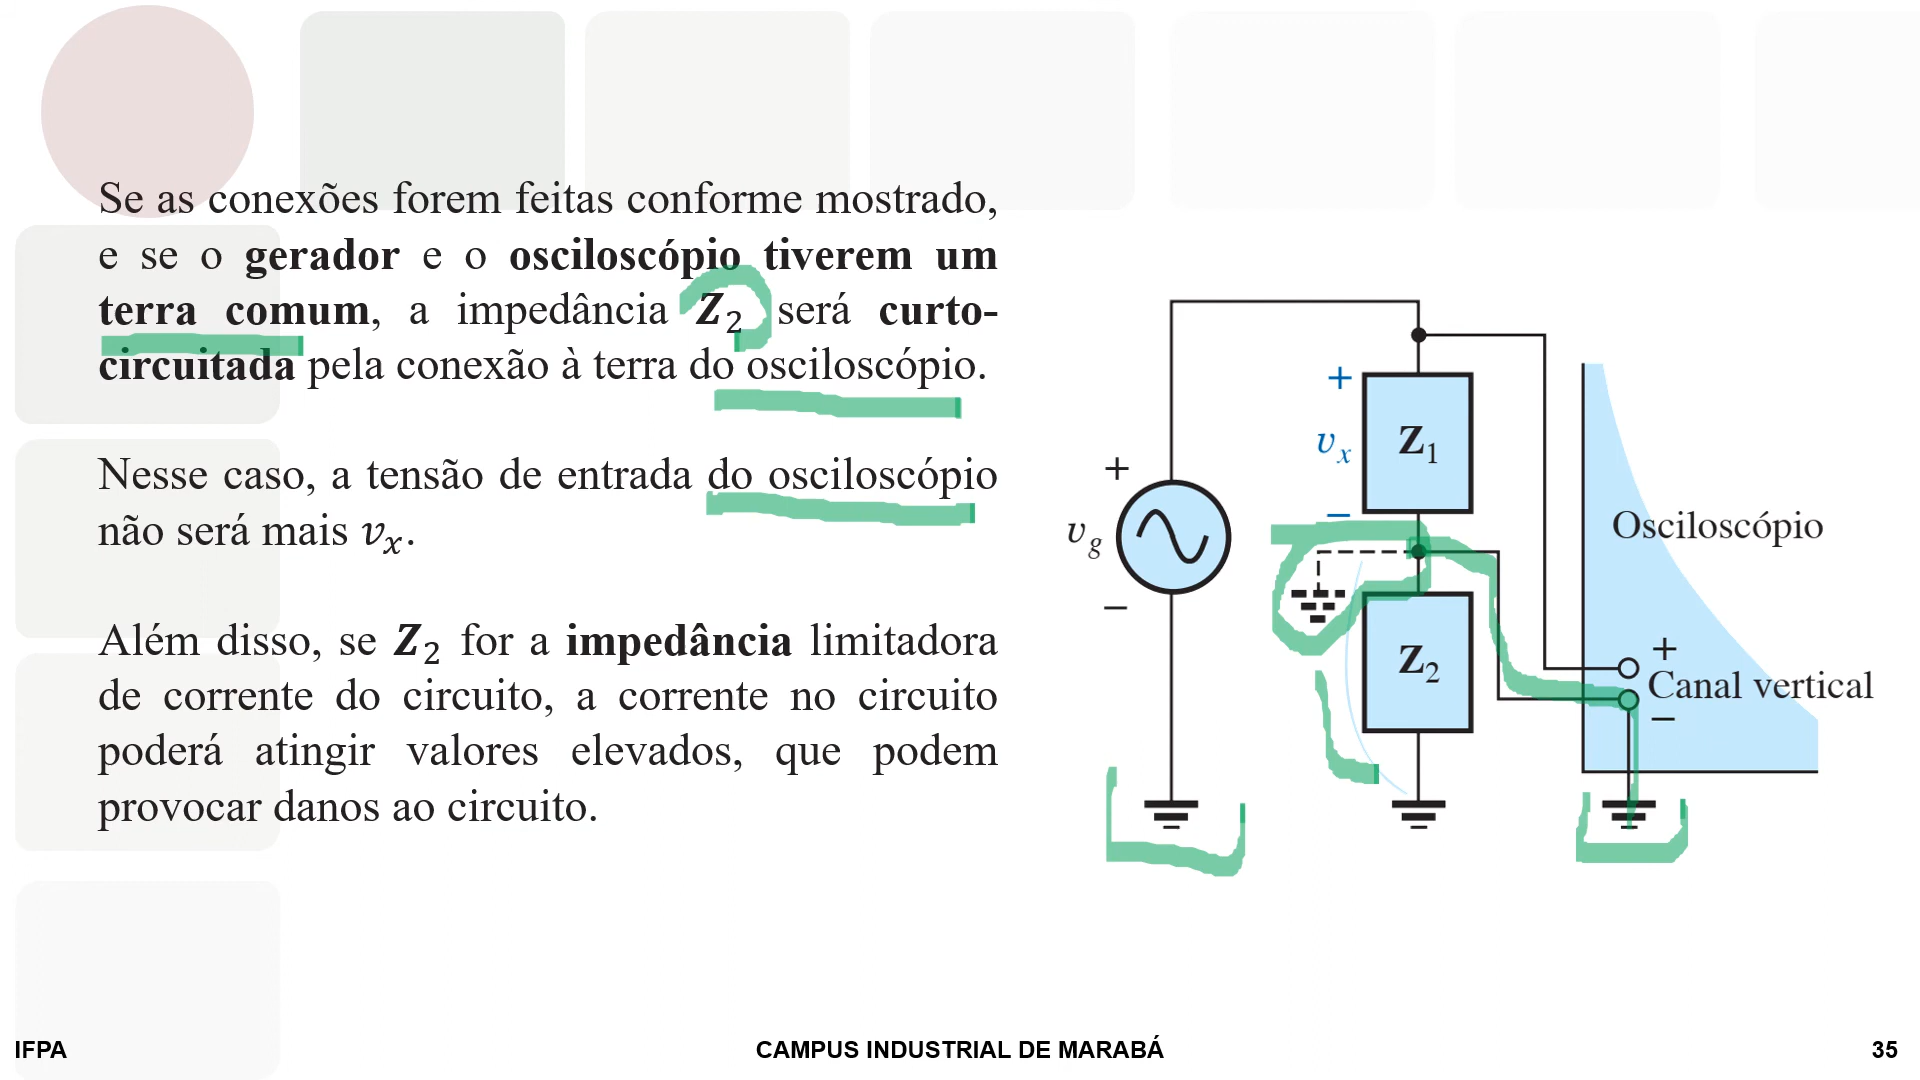 Se as conexões forem feitas conforme mostrado,
e se o gerador e o osciloscópio tiverem um
terra comum, a impedância Z₂ será curto-
circuitada pela conexão à terra do osciloscópio.
Nesse caso, a tensão de entrada do osciloscópio
não será mais vₓ.
Além disso, se Z₂ for a impedância limitadora
de corrente do circuito, a corrente no circuito
poderá atingir valores elevados, que podem
provocar danos ao circuito.
+
vg
−
+
vₓ
−
Z₁
Z₂
Osciloscópio
+
Canal vertical
−
IFPA
CAMPUS INDUSTRIAL DE MARABÁ
35